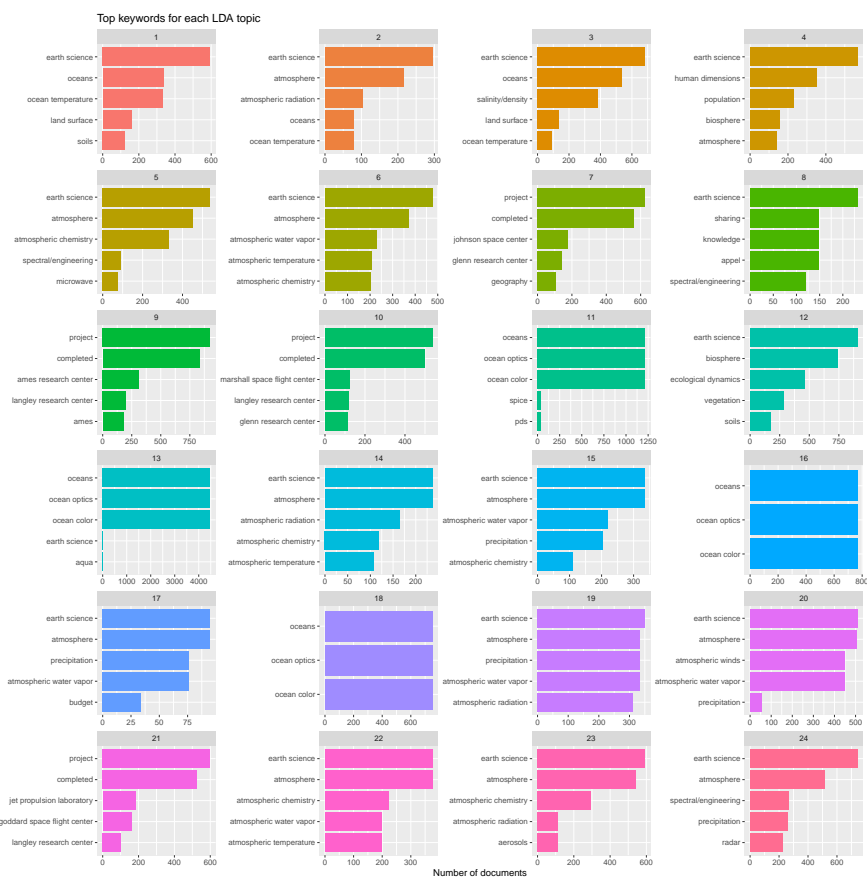 Top keywords for each LDA topic
1
earth science
oceans
ocean temperature
land surface
soils
0 200 400 600
2
earth science
atmosphere
atmospheric radiation
oceans
ocean temperature
0 100 200 300
3
earth science
oceans
salinity/density
land surface
ocean temperature
0 200 400 600
4
earth science
human dimensions
population
biosphere
atmosphere
0 200 400
5
earth science
atmosphere
atmospheric chemistry
spectral/engineering
microwave
0 200 400
6
earth science
atmosphere
atmospheric water vapor
atmospheric temperature
atmospheric chemistry
0 100 200 300 400 500
7
project
completed
johnson space center
glenn research center
geography
0 200 400 600
8
earth science
sharing
knowledge
appel
spectral/engineering
0 50 100 150 200
9
project
completed
ames research center
langley research center
ames
0 250 500 750
10
project
completed
marshall space flight center
langley research center
glenn research center
0 200 400
11
oceans
ocean optics
ocean color
spice
pds
0 250 500 750 1000 1250
12
earth science
biosphere
ecological dynamics
vegetation
soils
0 250 500 750
13
oceans
ocean optics
ocean color
earth science
aqua
0 1000 2000 3000 4000
14
earth science
atmosphere
atmospheric radiation
atmospheric chemistry
atmospheric temperature
0 50 100 150 200
15
earth science
atmosphere
atmospheric water vapor
precipitation
atmospheric chemistry
0 100 200 300
16
oceans
ocean optics
ocean color
0 200 400 600 800
17
earth science
atmosphere
precipitation
atmospheric water vapor
budget
0 25 50 75
18
oceans
ocean optics
ocean color
0 200 400 600
19
earth science
atmosphere
precipitation
atmospheric water vapor
atmospheric radiation
0 100 200 300
20
earth science
atmosphere
atmospheric winds
atmospheric water vapor
precipitation
0 100 200 300 400 500
21
project
completed
jet propulsion laboratory
goddard space flight center
langley research center
0 200 400 600
22
earth science
atmosphere
atmospheric chemistry
atmospheric water vapor
atmospheric temperature
0 100 200 300
23
earth science
atmosphere
atmospheric chemistry
atmospheric radiation
aerosols
0 200 400 600
24
earth science
atmosphere
spectral/engineering
precipitation
radar
0 200 400 600
Number of documents